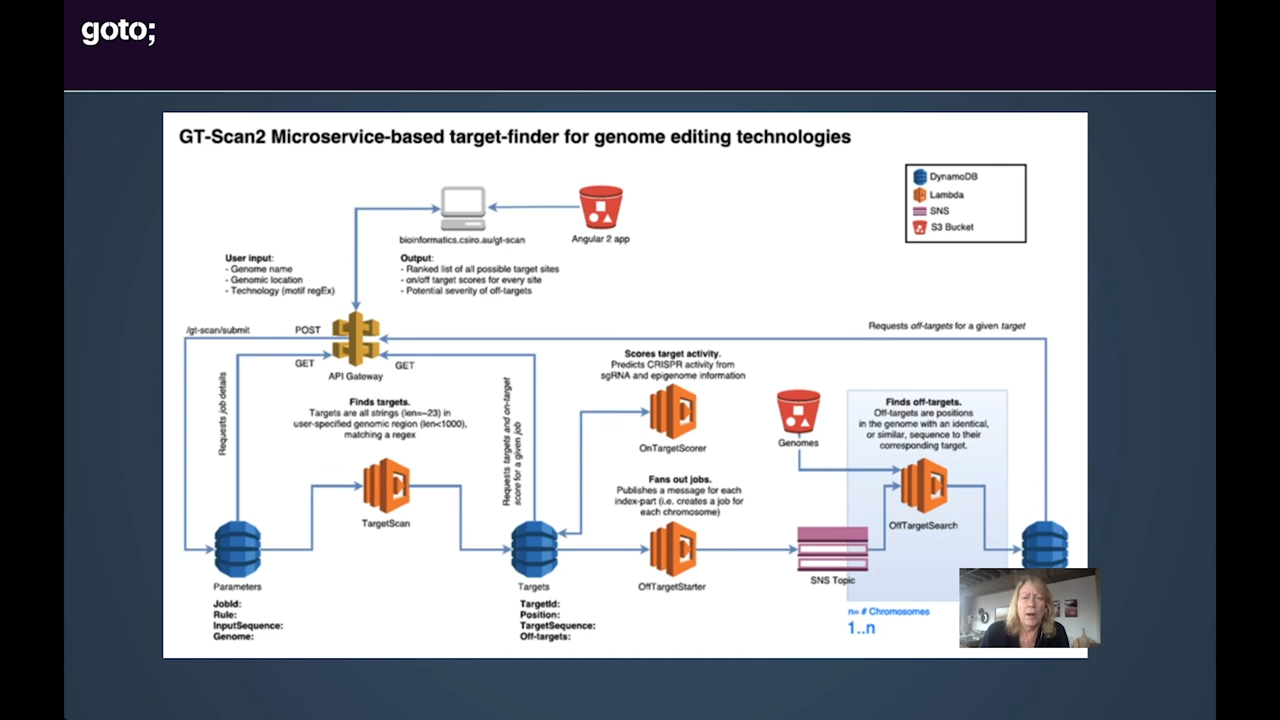 goto;
GT-Scan2 Microservice-based target-finder for genome editing technologies
DynamoDB
Lambda
SNS
S3 Bucket
bioinformatics.csiro.au/gt-scan
Angular 2 app
User input:
- Genome name
- Genomic location
- Technology (motif regEx)
Output:
- Ranked list of all possible target sites
- on/off target scores for every site
- Potential severity of off-targets
/gt-scan/submit
POST
GET
GET
API Gateway
Requests off-targets for a given target
Requests job details
Finds targets.
Targets are all strings (len=~23) in
user-specified genomic region (len<1000),
matching a regex
TargetScan
Requests targets and on-target
score for a given job
Scores target activity.
Predicts CRISPR activity from
sgRNA and epigenome information
OnTargetScorer
Fans out jobs.
Publishes a message for each
index-part (i.e. creates a job for
each chromosome)
OffTargetStarter
Genomes
Finds off-targets.
Off-targets are positions
in the genome with an identical,
or similar, sequence to their
corresponding target.
OffTargetSearch
SNS Topic
Parameters
JobId:
Rule:
InputSequence:
Genome:
Targets
TargetId:
Position:
TargetSequence:
Off-targets:
n= # Chromosomes
1..n